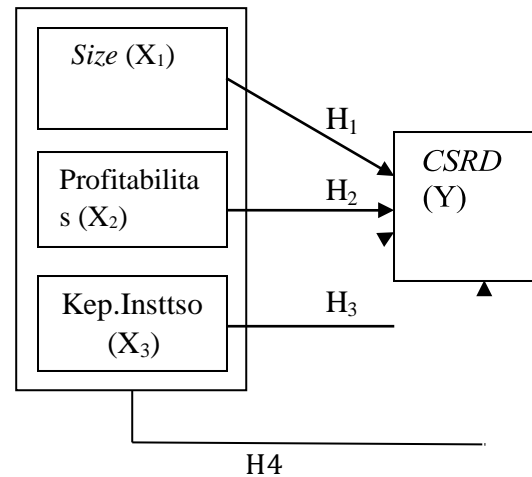 Size (X₁)
H₁
CSRD
(Y)
Profitabilita
s (X₂)
H₂
Kep.Insttso
(X₃)
H₃
H4